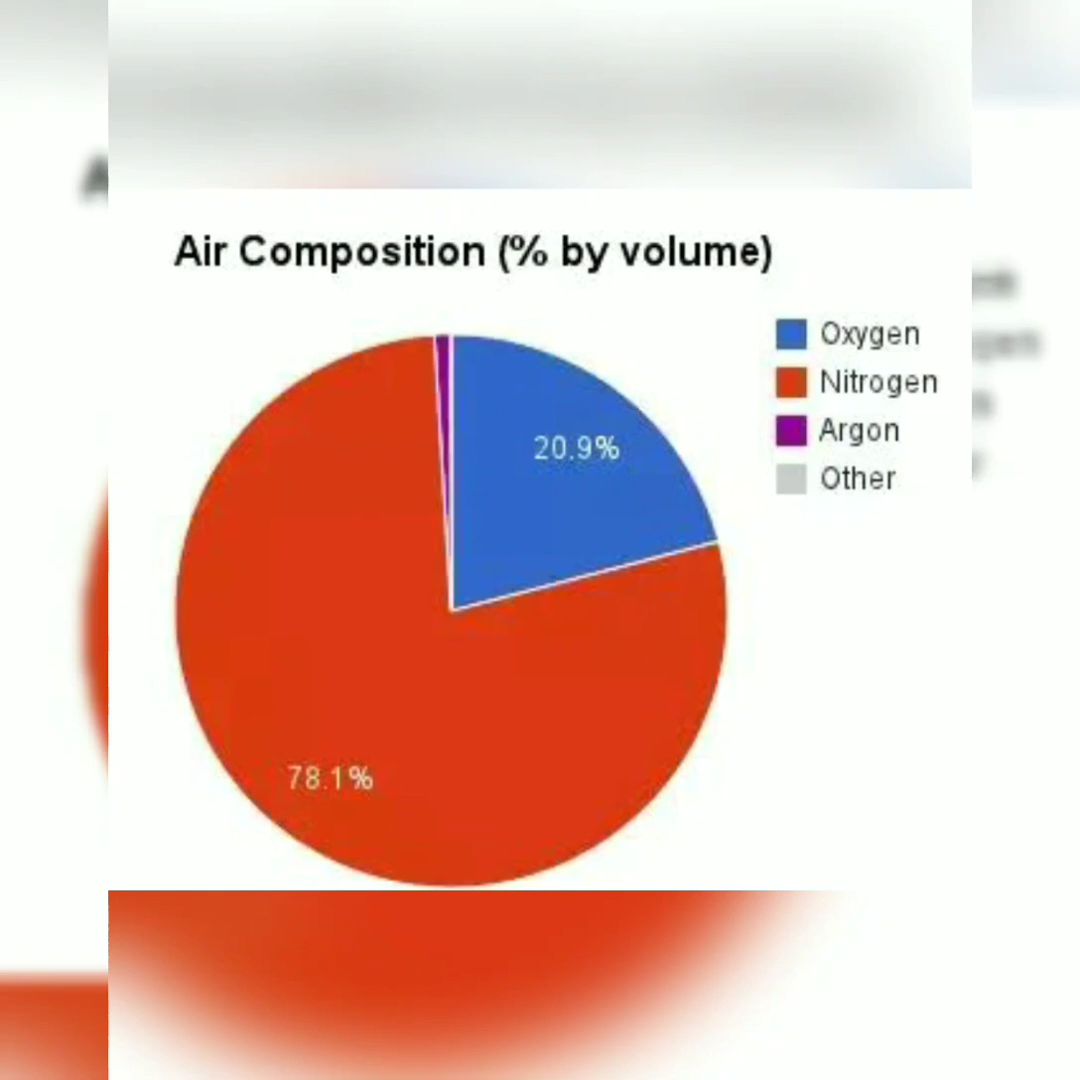 Air Composition (% by volume)
Oxygen
Nitrogen
Argon
Other
20.9%
78.1%